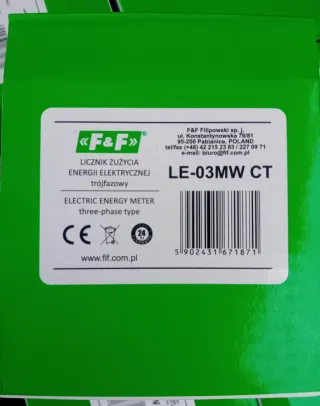 «F&F»
LICZNIK ZUŻYCIA
ENERGII ELEKTRYCZNEJ
trójfazowy
ELECTRIC ENERGY METER
three-phase type
CE
24
www.fif.com.pl
F&F Filipowski sp. j.
ul. Konstantynowska 79/81
95-200 Pabianice, POLAND
tel/fax (+48) 42 215 23 83 / 227 09 71
e-mail: biuro@fif.com.pl
LE-03MW CT
5 902431 671871